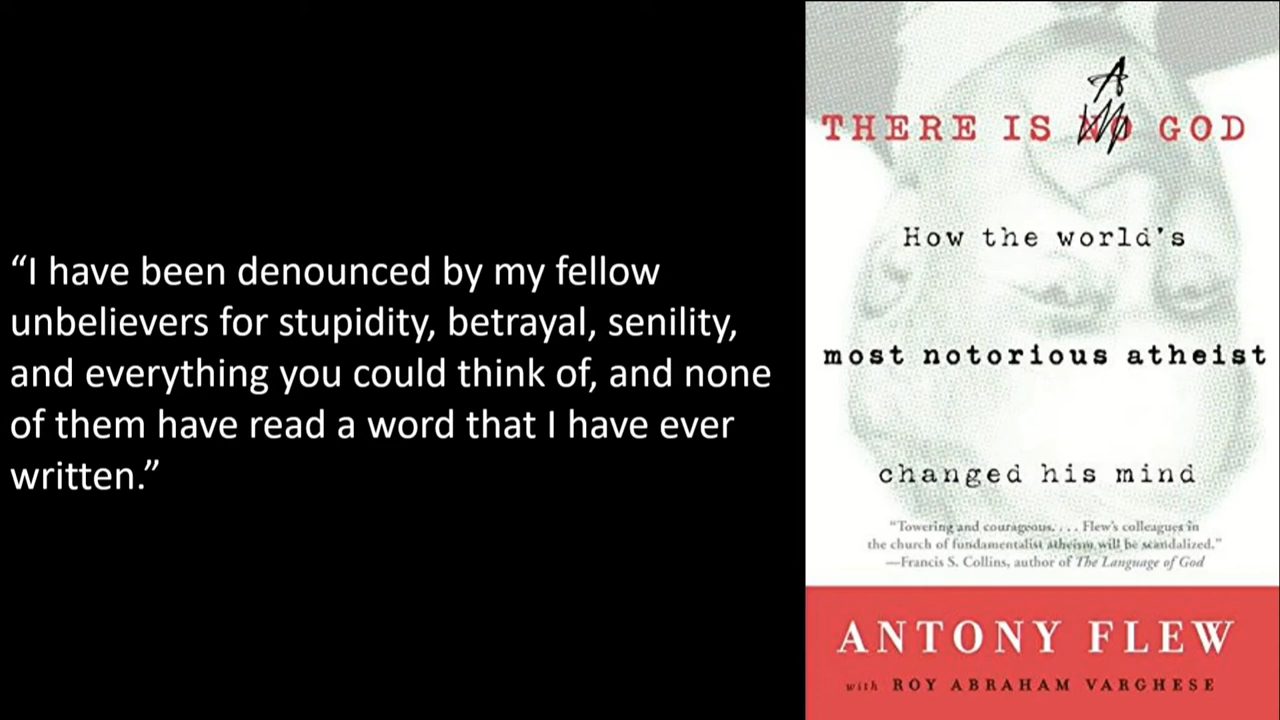 “I have been denounced by my fellow
unbelievers for stupidity, betrayal, senility,
and everything you could think of, and none
of them have read a word that I have ever
written.”
A
THERE IS NO GOD
How the world's
most notorious atheist
changed his mind
“Towering and courageous. . . . Flew's colleagues in
the church of fundamentalist atheism will be scandalized.”
—Francis S. Collins, author of The Language of God
ANTONY FLEW
with ROY ABRAHAM VARGHESE